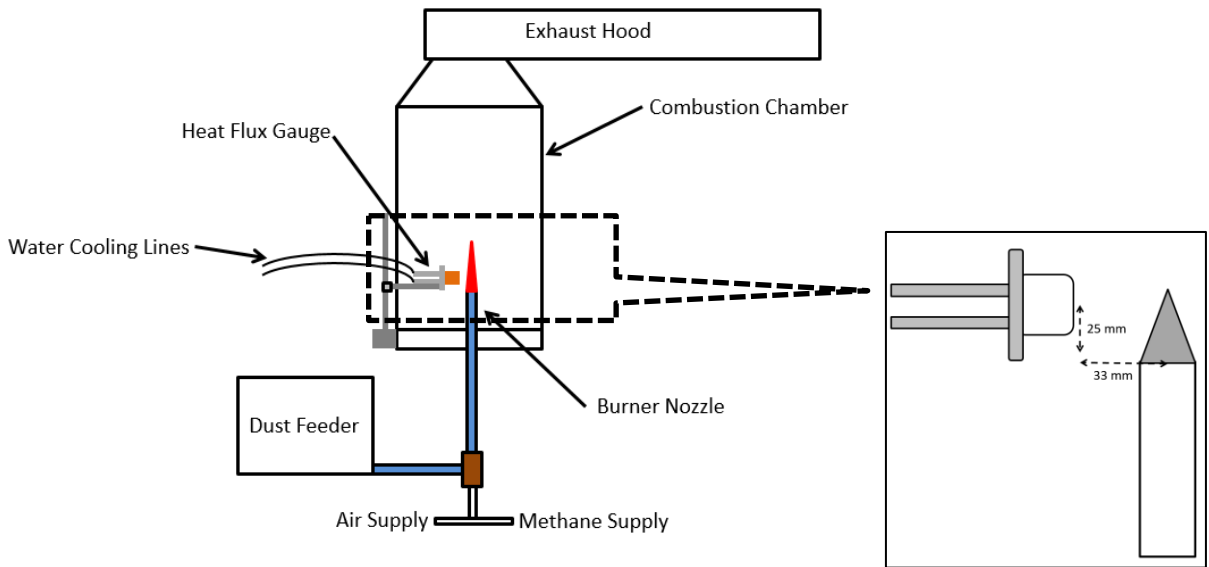 Exhaust Hood
Combustion Chamber
Heat Flux Gauge
Water Cooling Lines
25 mm
33 mm
Burner Nozzle
Dust Feeder
Air Supply
Methane Supply